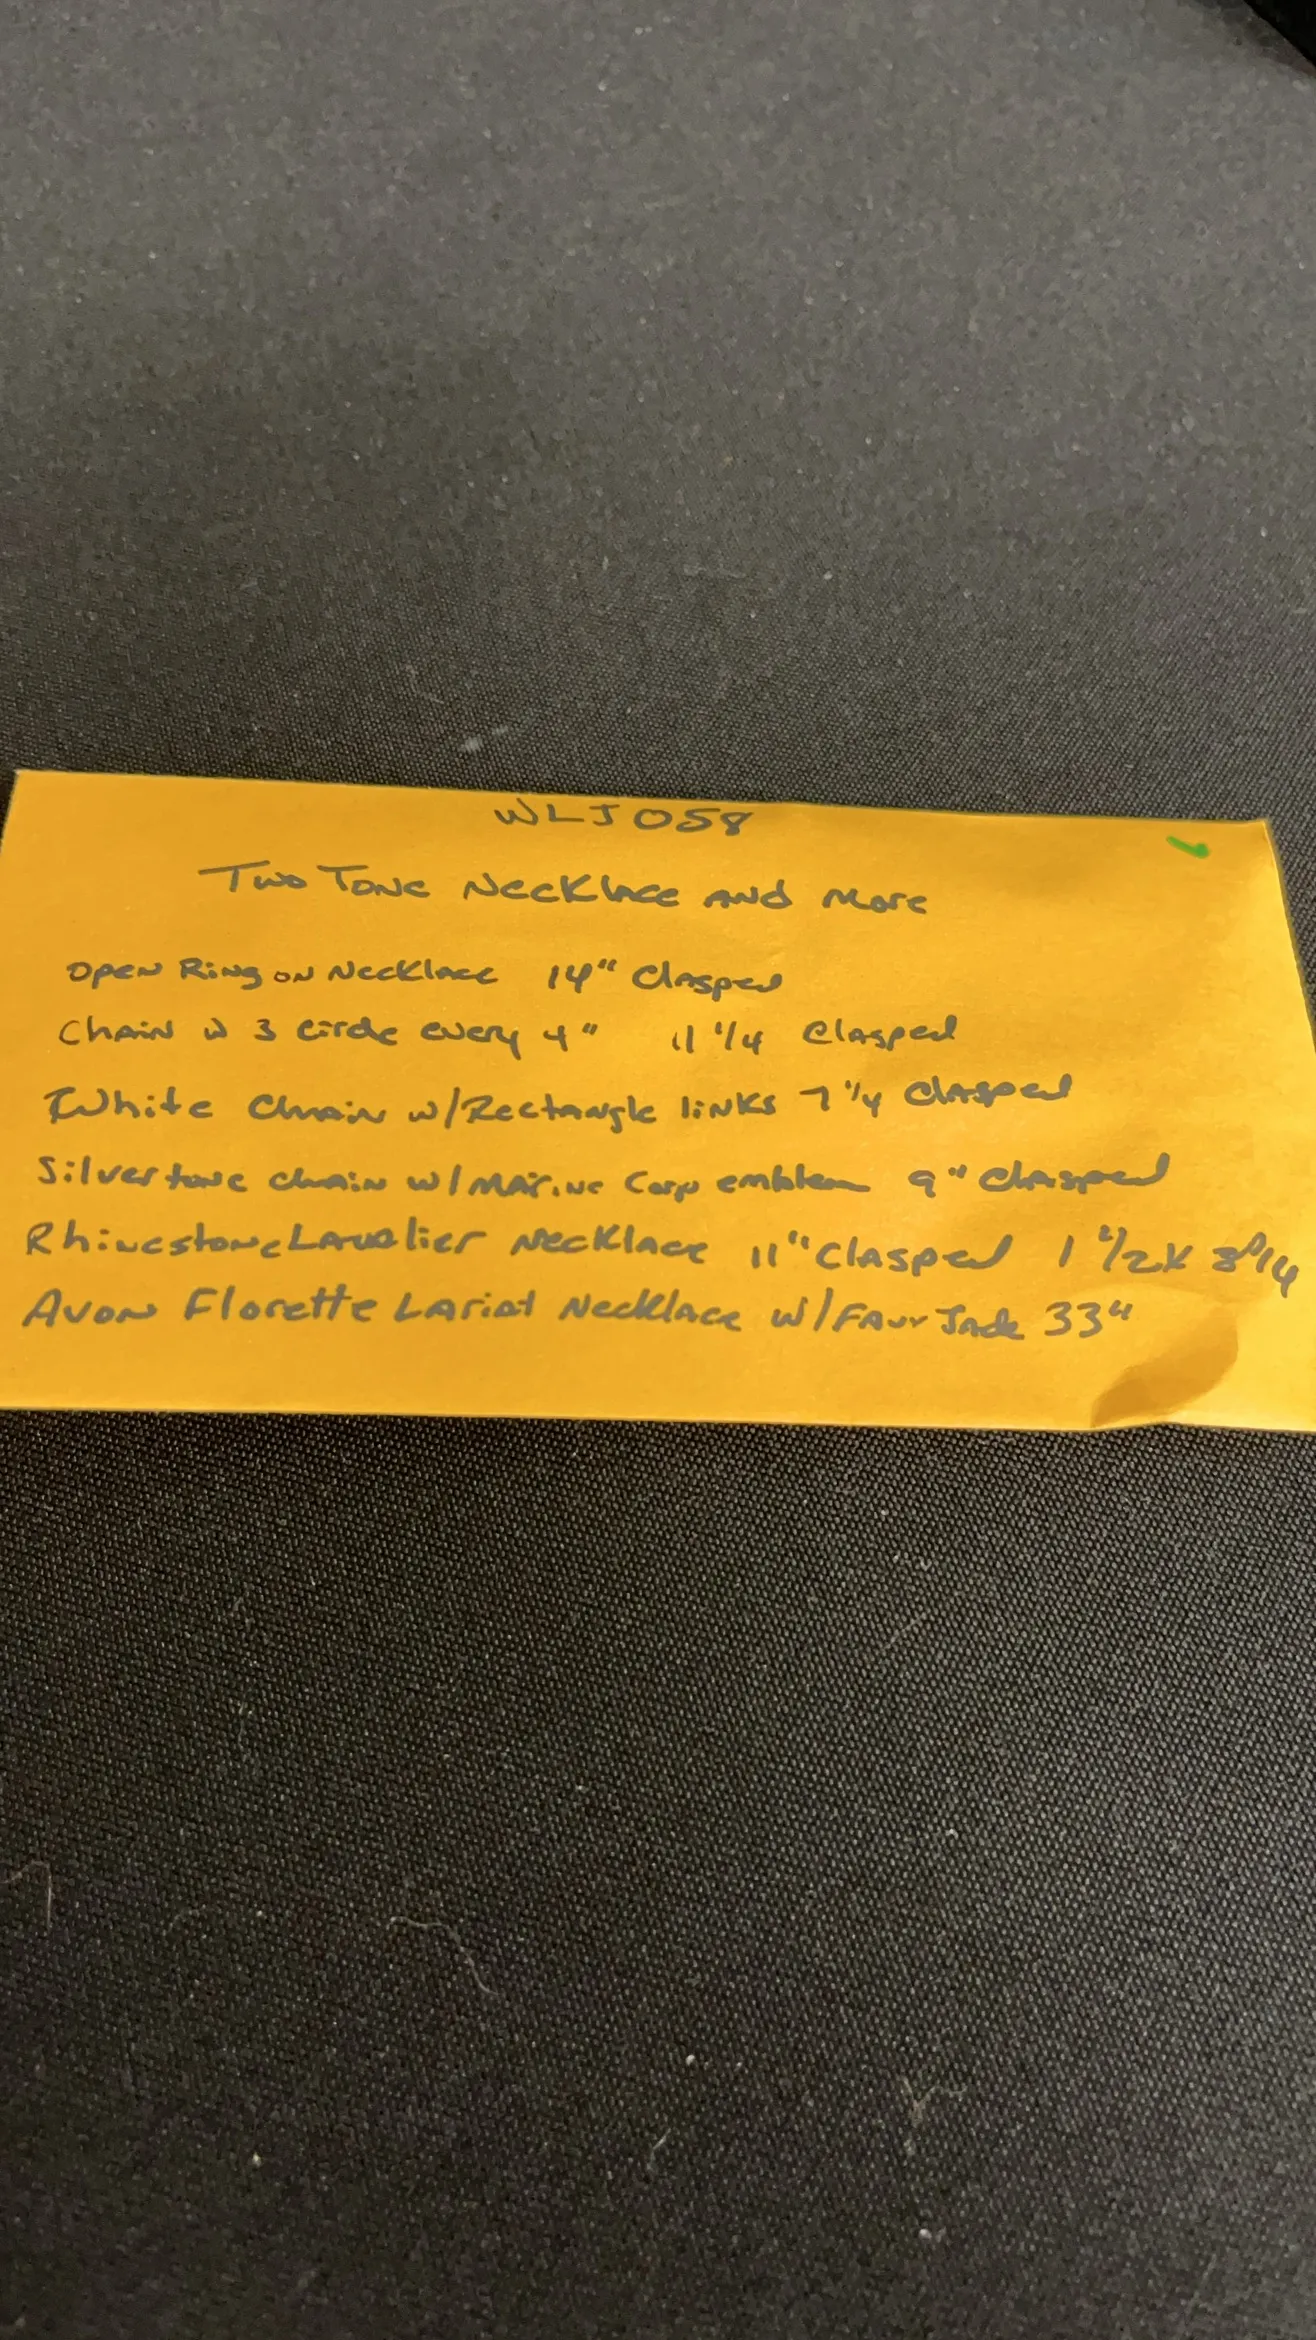 WLJ058
Two Tone Necklace and More
Open Ring on Necklace 14" Clasped
Chain w 3 circle every 4" 11 1/4 Clasped
White Chain w/Rectangle links 7 1/4 Clasped
Silvertone chain w/Marine Corp emblem 9" Clasped
Rhinestone Lavalier Necklace 11" Clasped 1 1/2 X
Avon Florette Lariat Necklace w/Faux Jade 33"